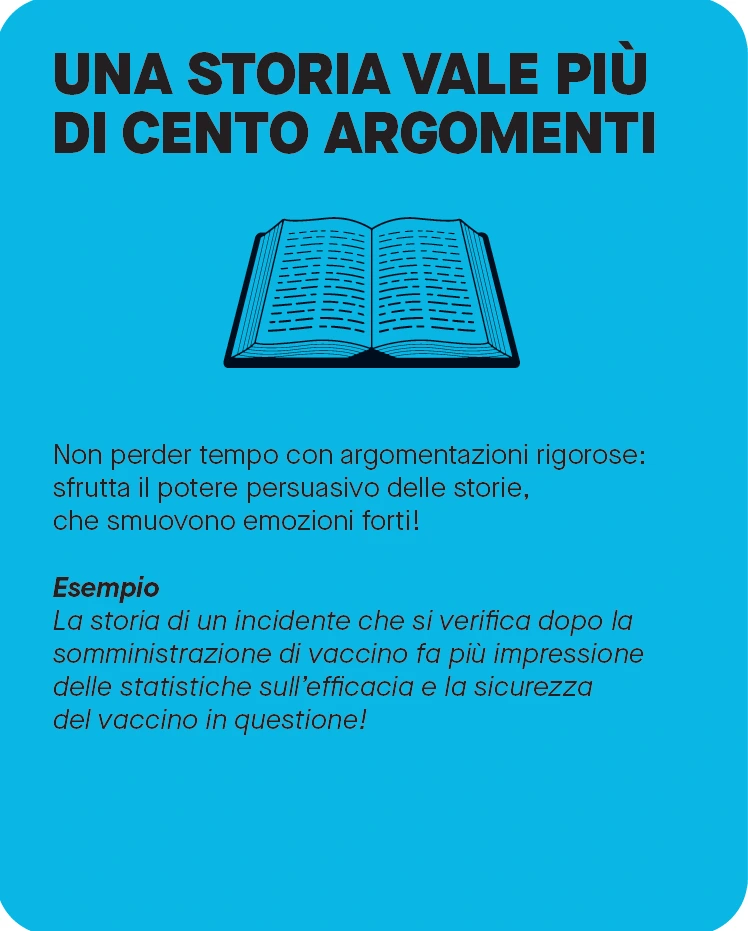 UNA STORIA VALE PIÙ
DI CENTO ARGOMENTI
Non perder tempo con argomentazioni rigorose:
sfrutta il potere persuasivo delle storie,
che smuovono emozioni forti!
Esempio
La storia di un incidente che si verifica dopo la
somministrazione di vaccino fa più impressione
delle statistiche sull’efficacia e la sicurezza
del vaccino in questione!